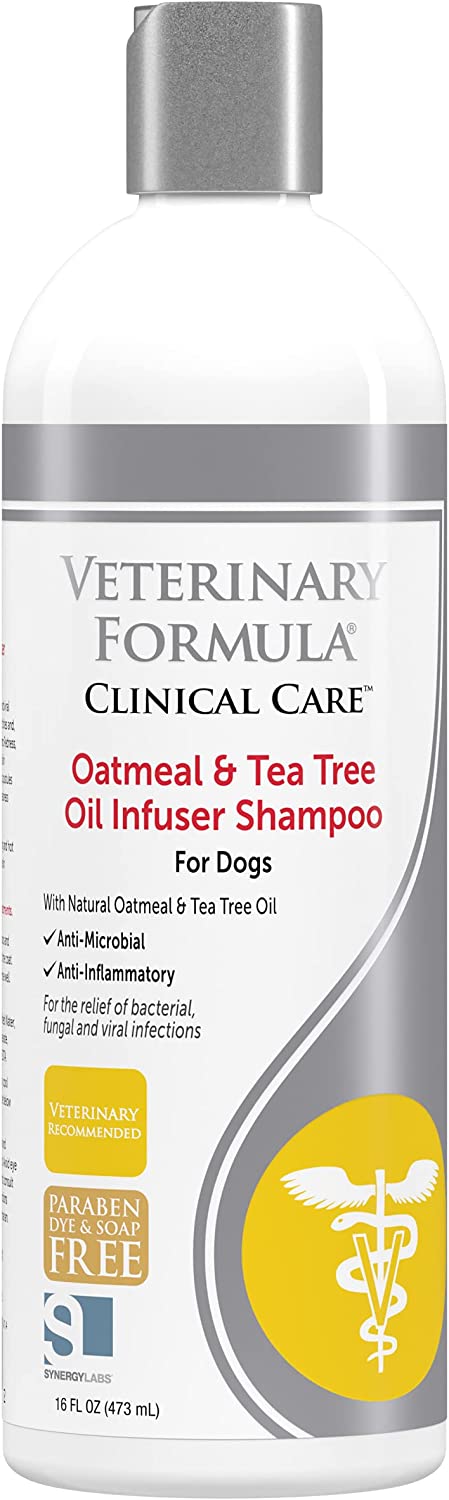 VETERINARY
FORMULA®
CLINICAL CARE™
Oatmeal & Tea Tree
Oil Infuser Shampoo
For Dogs
With Natural Oatmeal & Tea Tree Oil
✓Anti-Microbial
✓Anti-Inflammatory
For the relief of bacterial,
fungal and viral infections
VETERINARY
RECOMMENDED
PARABEN
DYE & SOAP
FREE
SYNERGYLABS
16 FL OZ (473 mL)